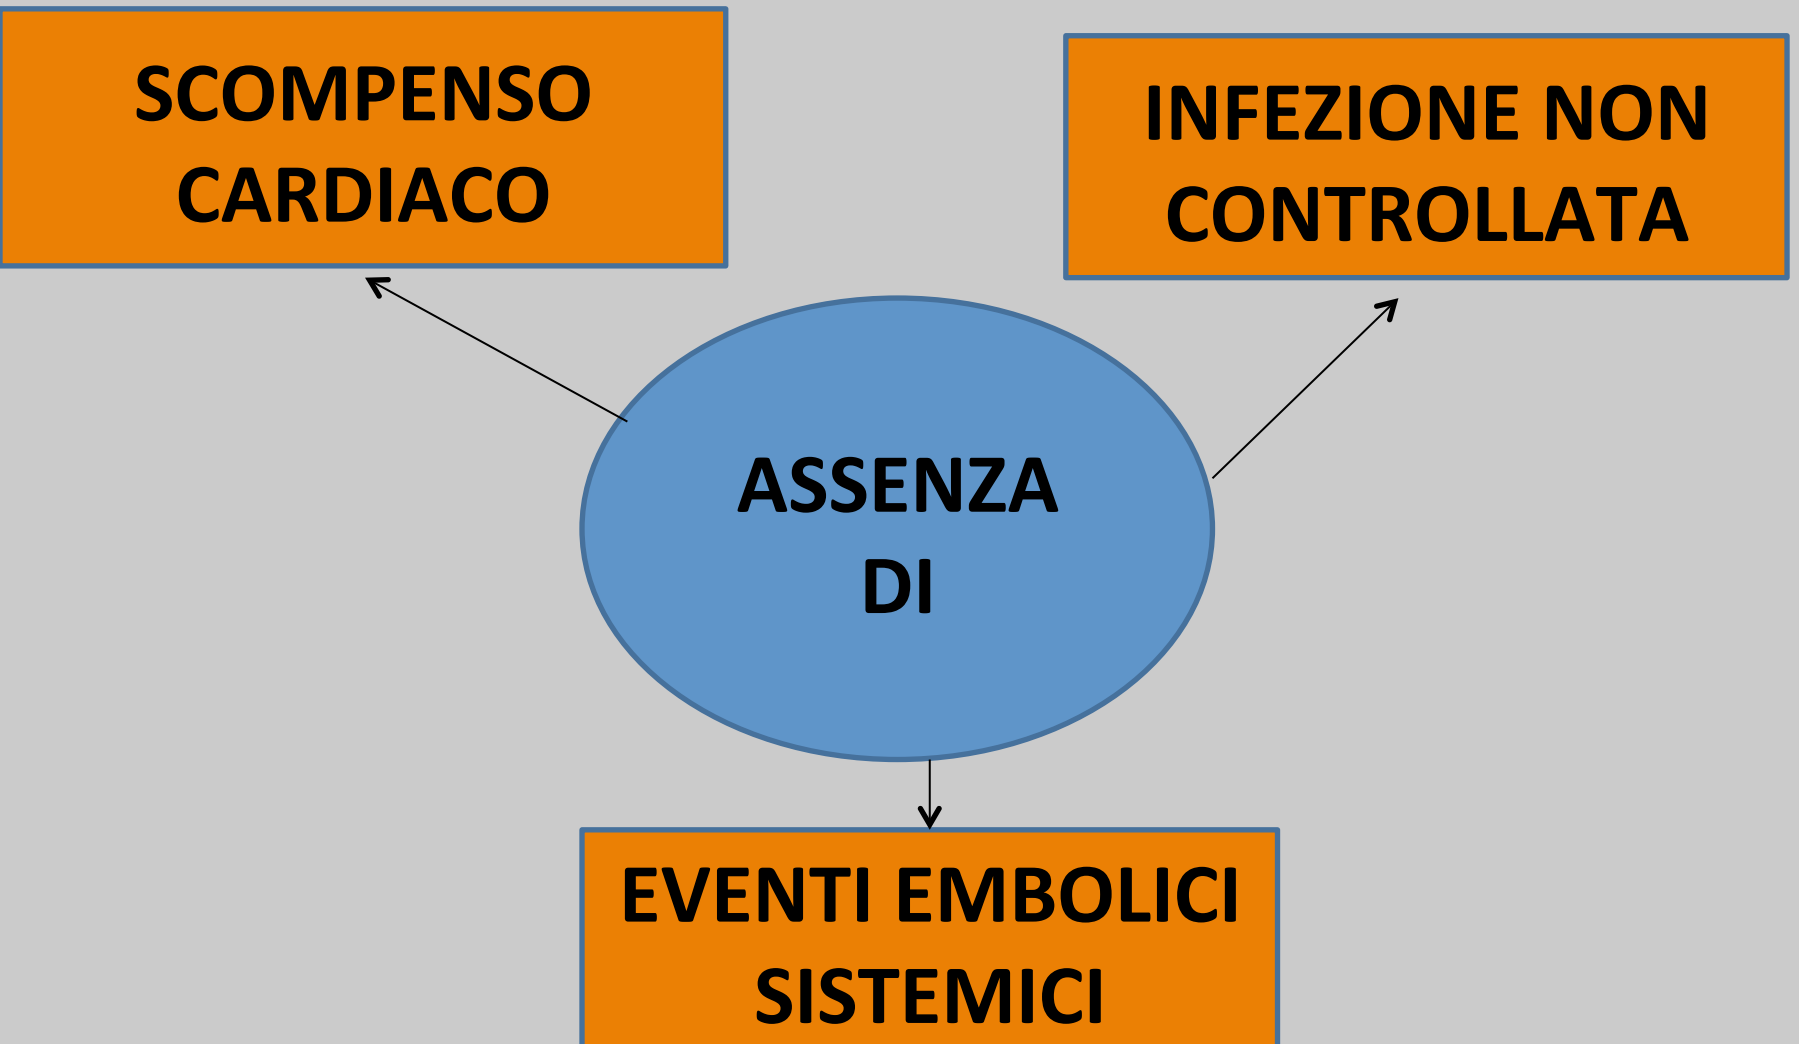 SCOMPENSO
CARDIACO
INFEZIONE NON
CONTROLLATA
ASSENZA
DI
EVENTI EMBOLICI
SISTEMICI